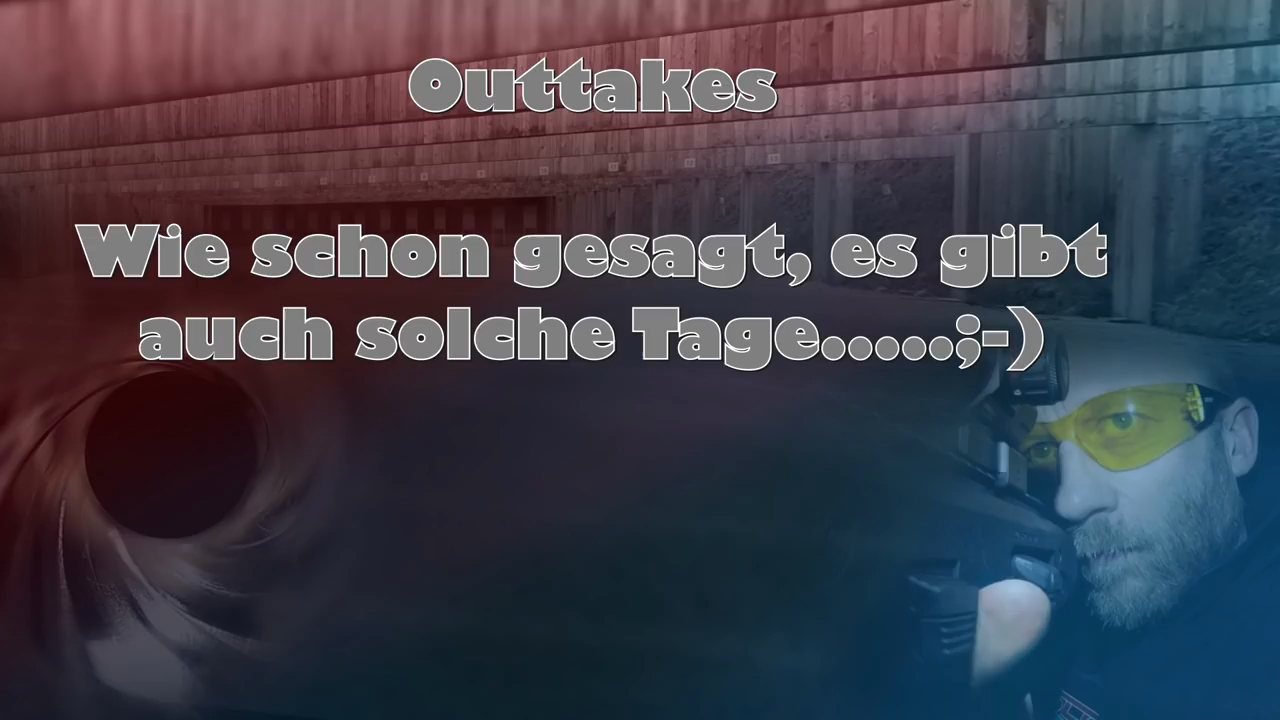 Outtakes
Wie schon gesagt, es gibt
auch solche Tage.....;-)